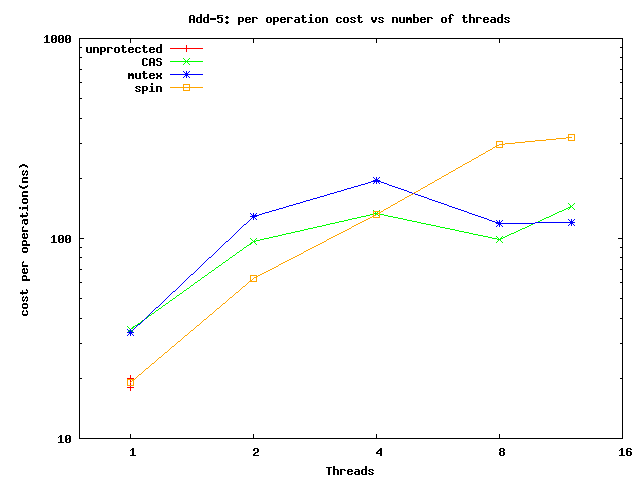 Add-5: per operation cost vs number of threads
1000
unprotected
CAS
mutex
spin
cost per operation(ns)
100
10
1 2 4 8 16
Threads